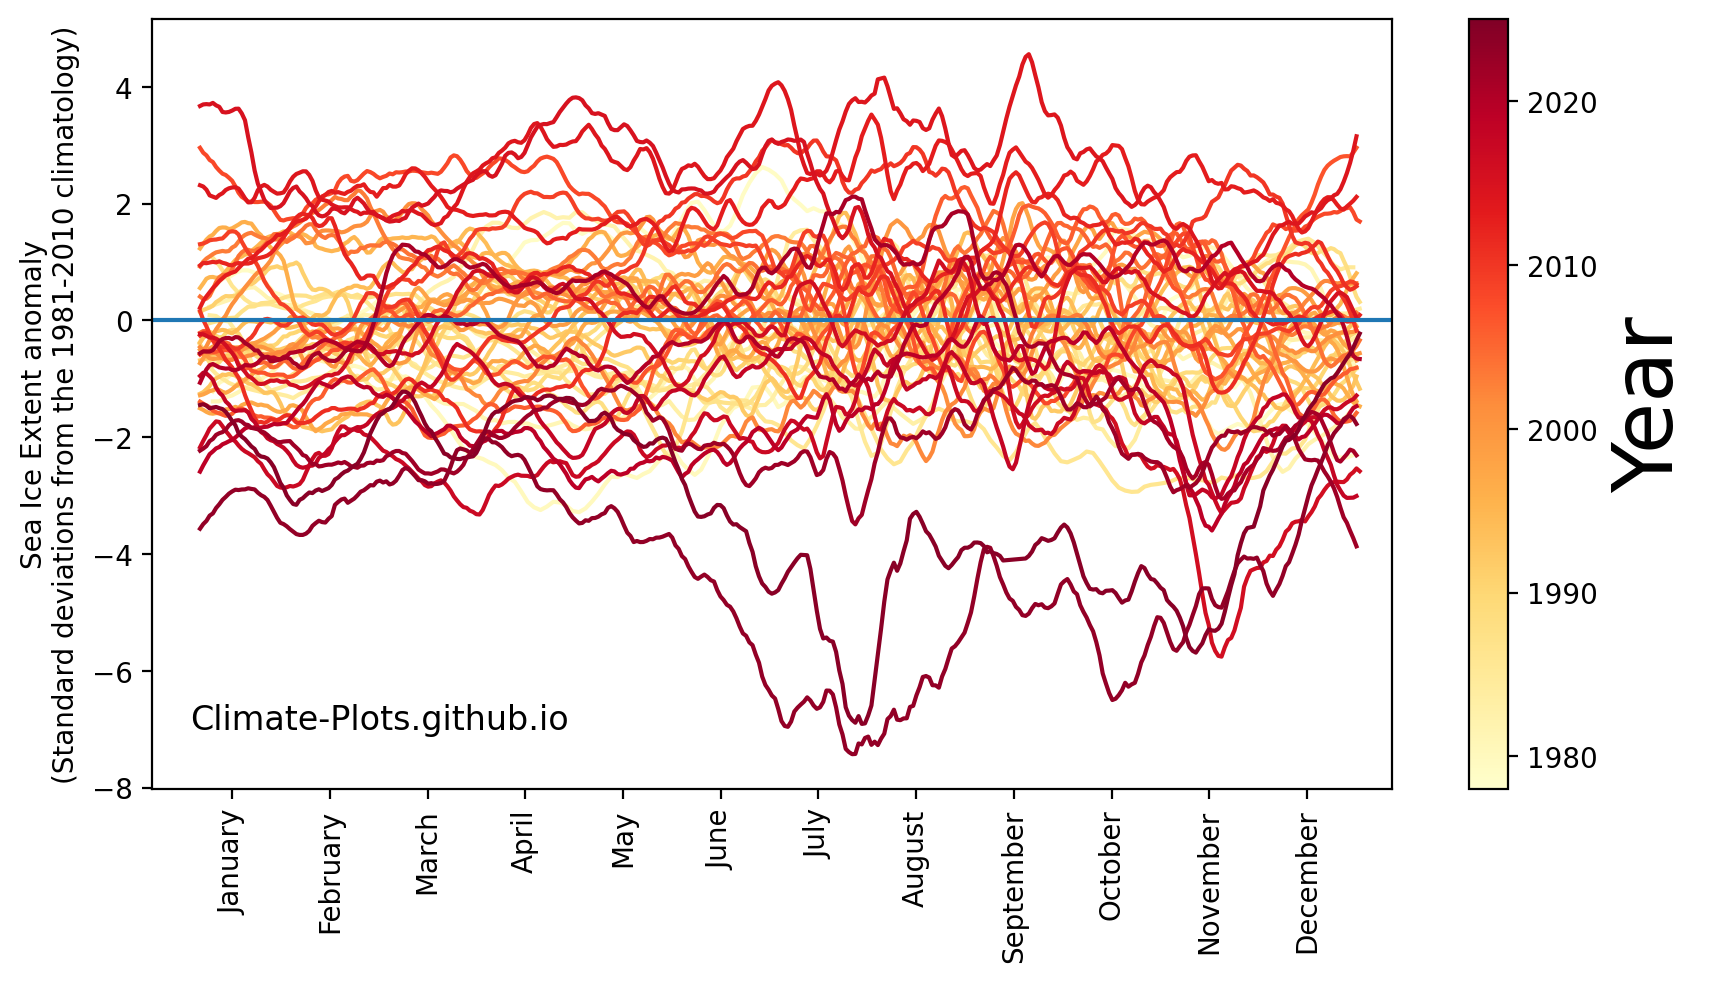 Sea Ice Extent anomaly
(Standard deviations from the 1981-2010 climatology)
4
2
0
−2
−4
−6
−8
Climate-Plots.github.io
January
February
March
April
May
June
July
August
September
October
November
December
2020
2010
2000
1990
1980
Year